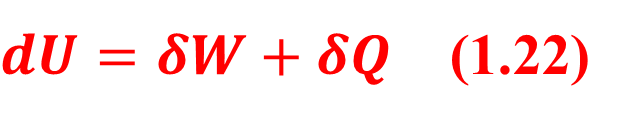 dU = δW + δQ (1.22)